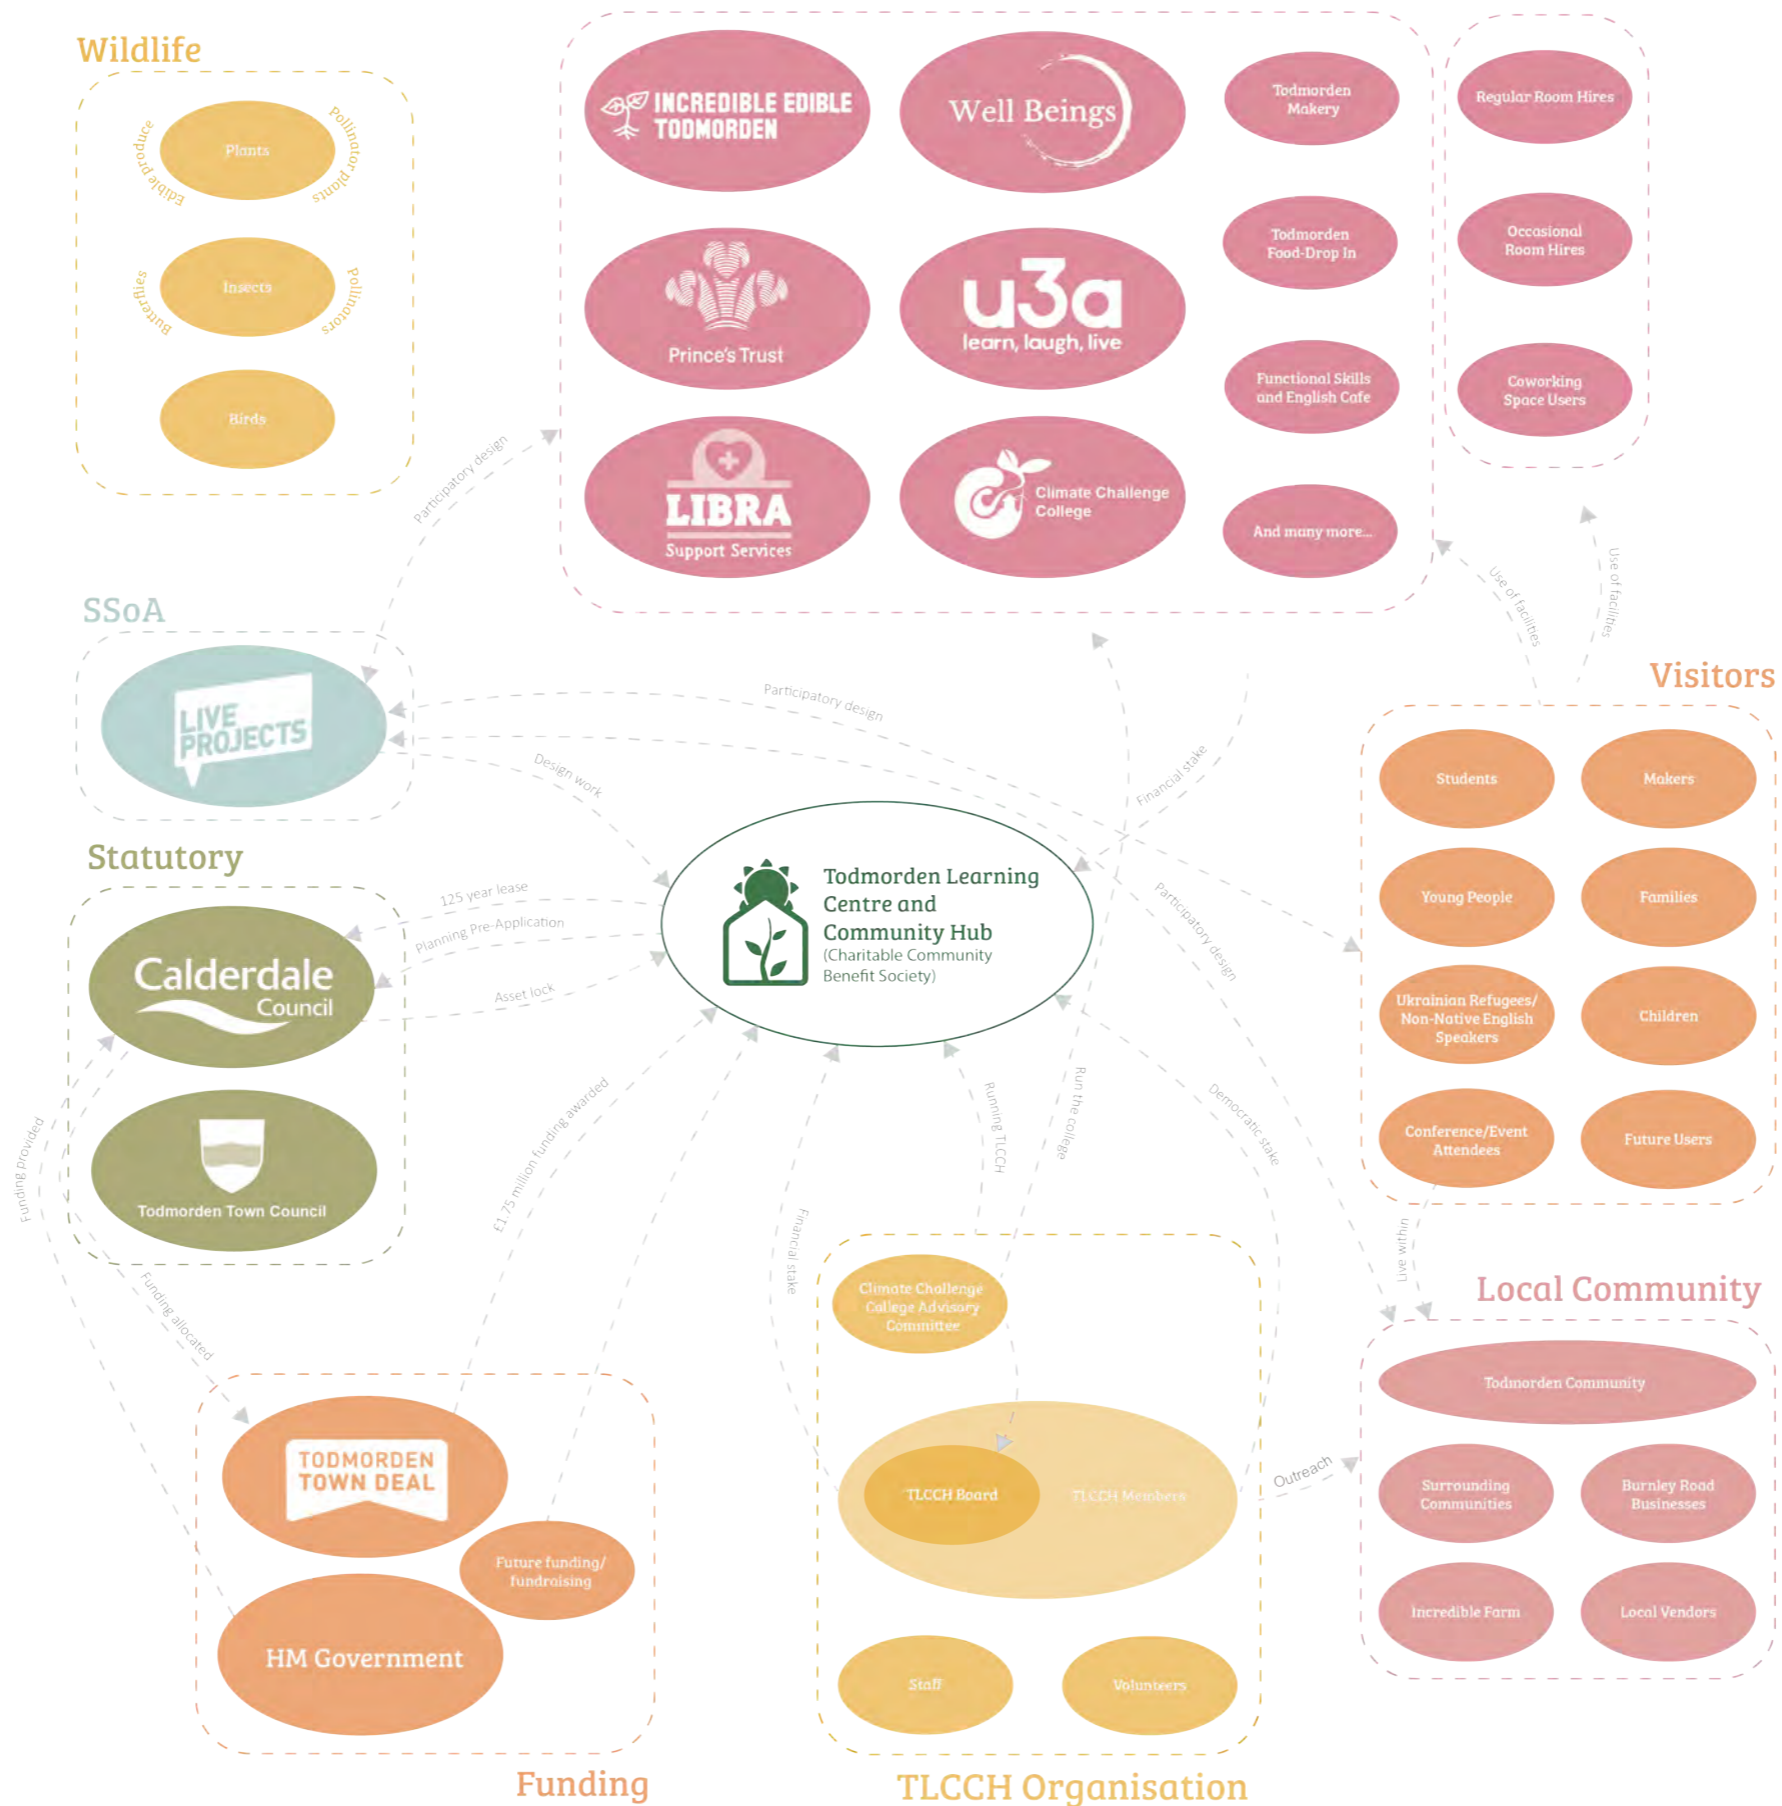 Wildlife
Plants
Edible produce
Pollinator plants
Insects
Butterflies
Pollinators
Birds
INCREDIBLE EDIBLE
TODMORDEN
Well Beings
Todmorden
Makery
Regular Room Hires
Prince's Trust
u3a
learn, laugh, live
Todmorden
Food-Drop In
Occasional
Room Hires
Functional Skills
and English Cafe
Coworking
Space Users
LIBRA
Support Services
Climate Challenge
College
And many more...
Participatory design
Use of facilities
Use of facilities
SSoA
LIVE
PROJECTS
Participatory design
Design work
Financial stake
Participatory design
Visitors
Students
Makers
Young People
Families
Ukrainian Refugees/
Non-Native English
Speakers
Children
Conference/Event
Attendees
Future Users
Statutory
Calderdale
Council
Todmorden Town Council
125 year lease
Planning Pre-Application
Asset lock
Todmorden Learning
Centre and
Community Hub
(Charitable Community
Benefit Society)
Funding provided
Funding allocated
£1.75 million funding awarded
Financial stake
Running TLCCH
Run the college
Democratic stake
Live within
Local Community
Todmorden Community
Surrounding
Communities
Burnley Road
Businesses
Incredible Farm
Local Vendors
Outreach
TODMORDEN
TOWN DEAL
Future funding/
fundraising
HM Government
Funding
Climate Challenge
College Advisory
Committee
TLCCH Board
TLCCH Members
Staff
Volunteers
TLCCH Organisation